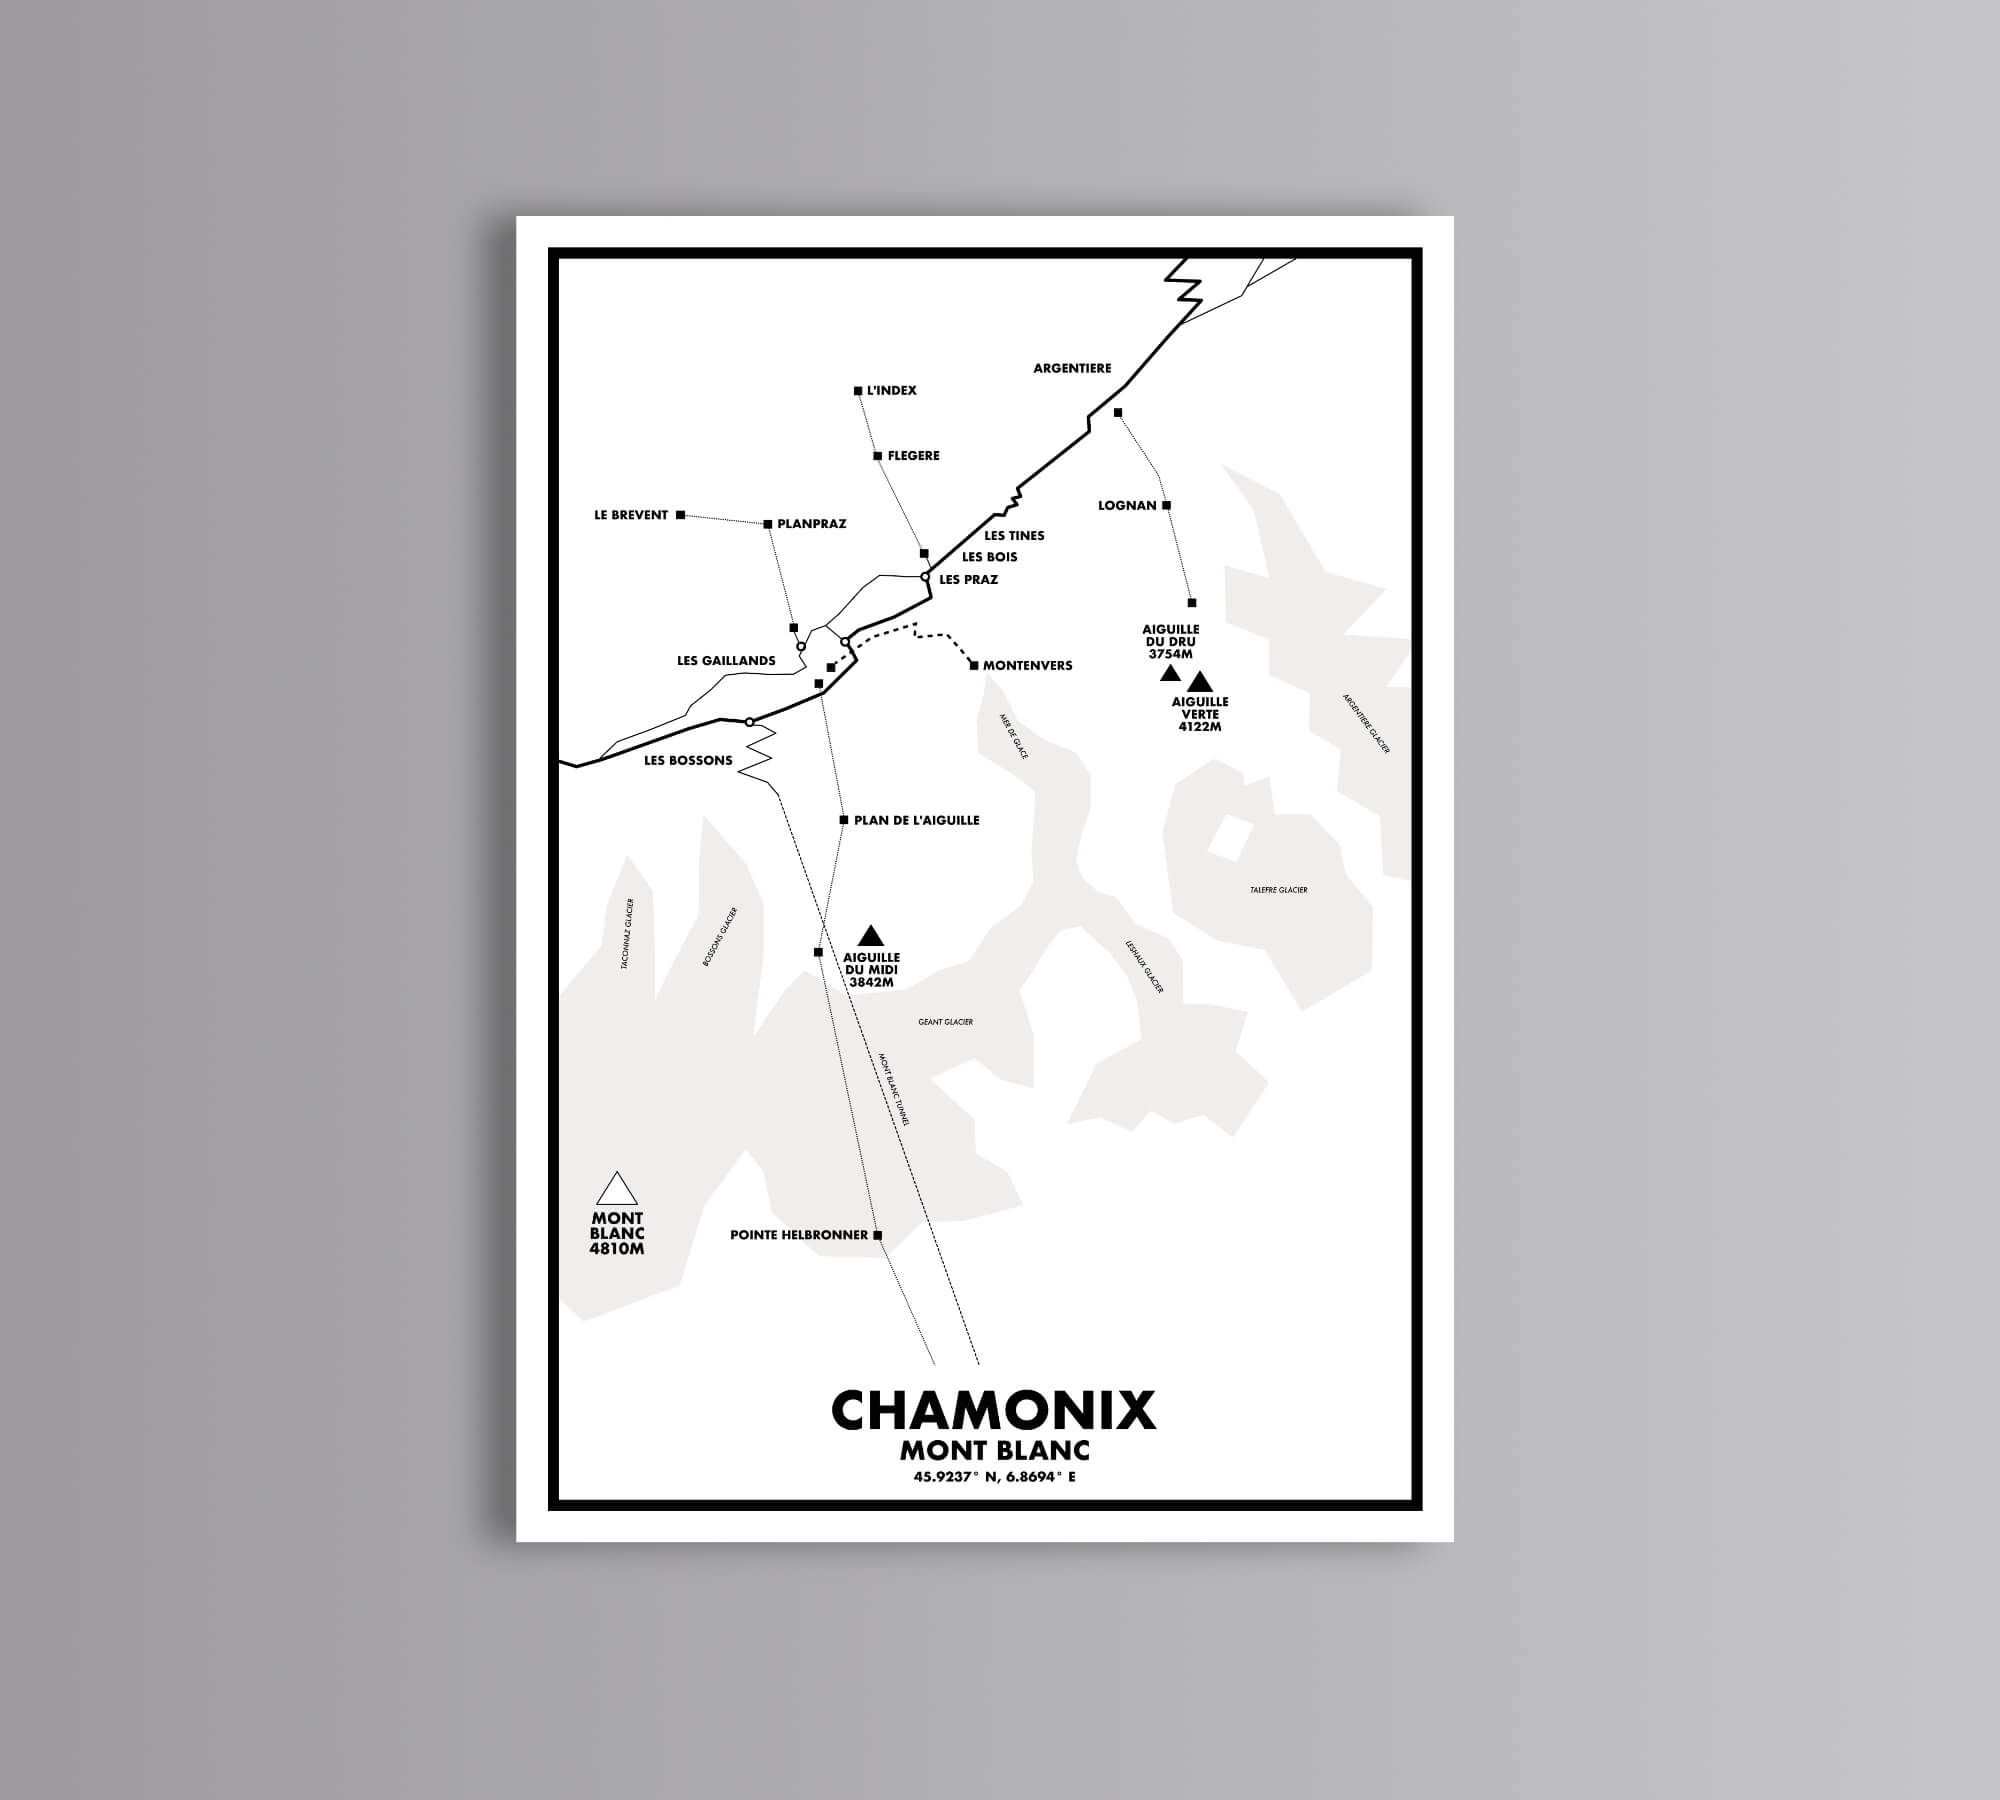 ARGENTIERE
L'INDEX
FLEGERE
LE BREVENT
PLANPRAZ
LOGNAN
LES TINES
LES BOIS
LES PRAZ
AIGUILLE
DU DRU
3754M
LES GAILLANDS
MONTENVERS
AIGUILLE
VERTE
4122M
MER DE GLACE
ARGENTIERE GLACIER
LES BOSSONS
PLAN DE L'AIGUILLE
TALEFRE GLACIER
TACONNAZ GLACIER
BOSSONS GLACIER
AIGUILLE
DU MIDI
3842M
LESHAUX GLACIER
GEANT GLACIER
MONT BLANC TUNNEL
MONT
BLANC
4810M
POINTE HELBRONNER
CHAMONIX
MONT BLANC
45.9237° N, 6.8694° E